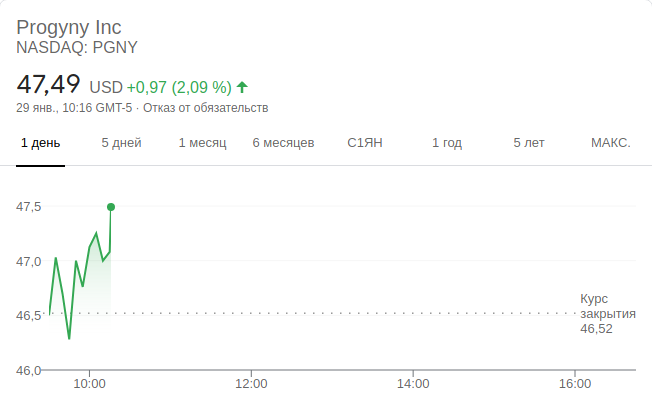 Progyny Inc
NASDAQ: PGNY
47,49 USD +0,97 (2,09 %)
29 янв., 10:16 GMT-5 · Отказ от обязательств
1 день 5 дней 1 месяц 6 месяцев С1ЯН 1 год 5 лет МАКС.
47,5
47,0
46,5
46,0
Курс
закрытия
46,52
10:00 12:00 14:00 16:00